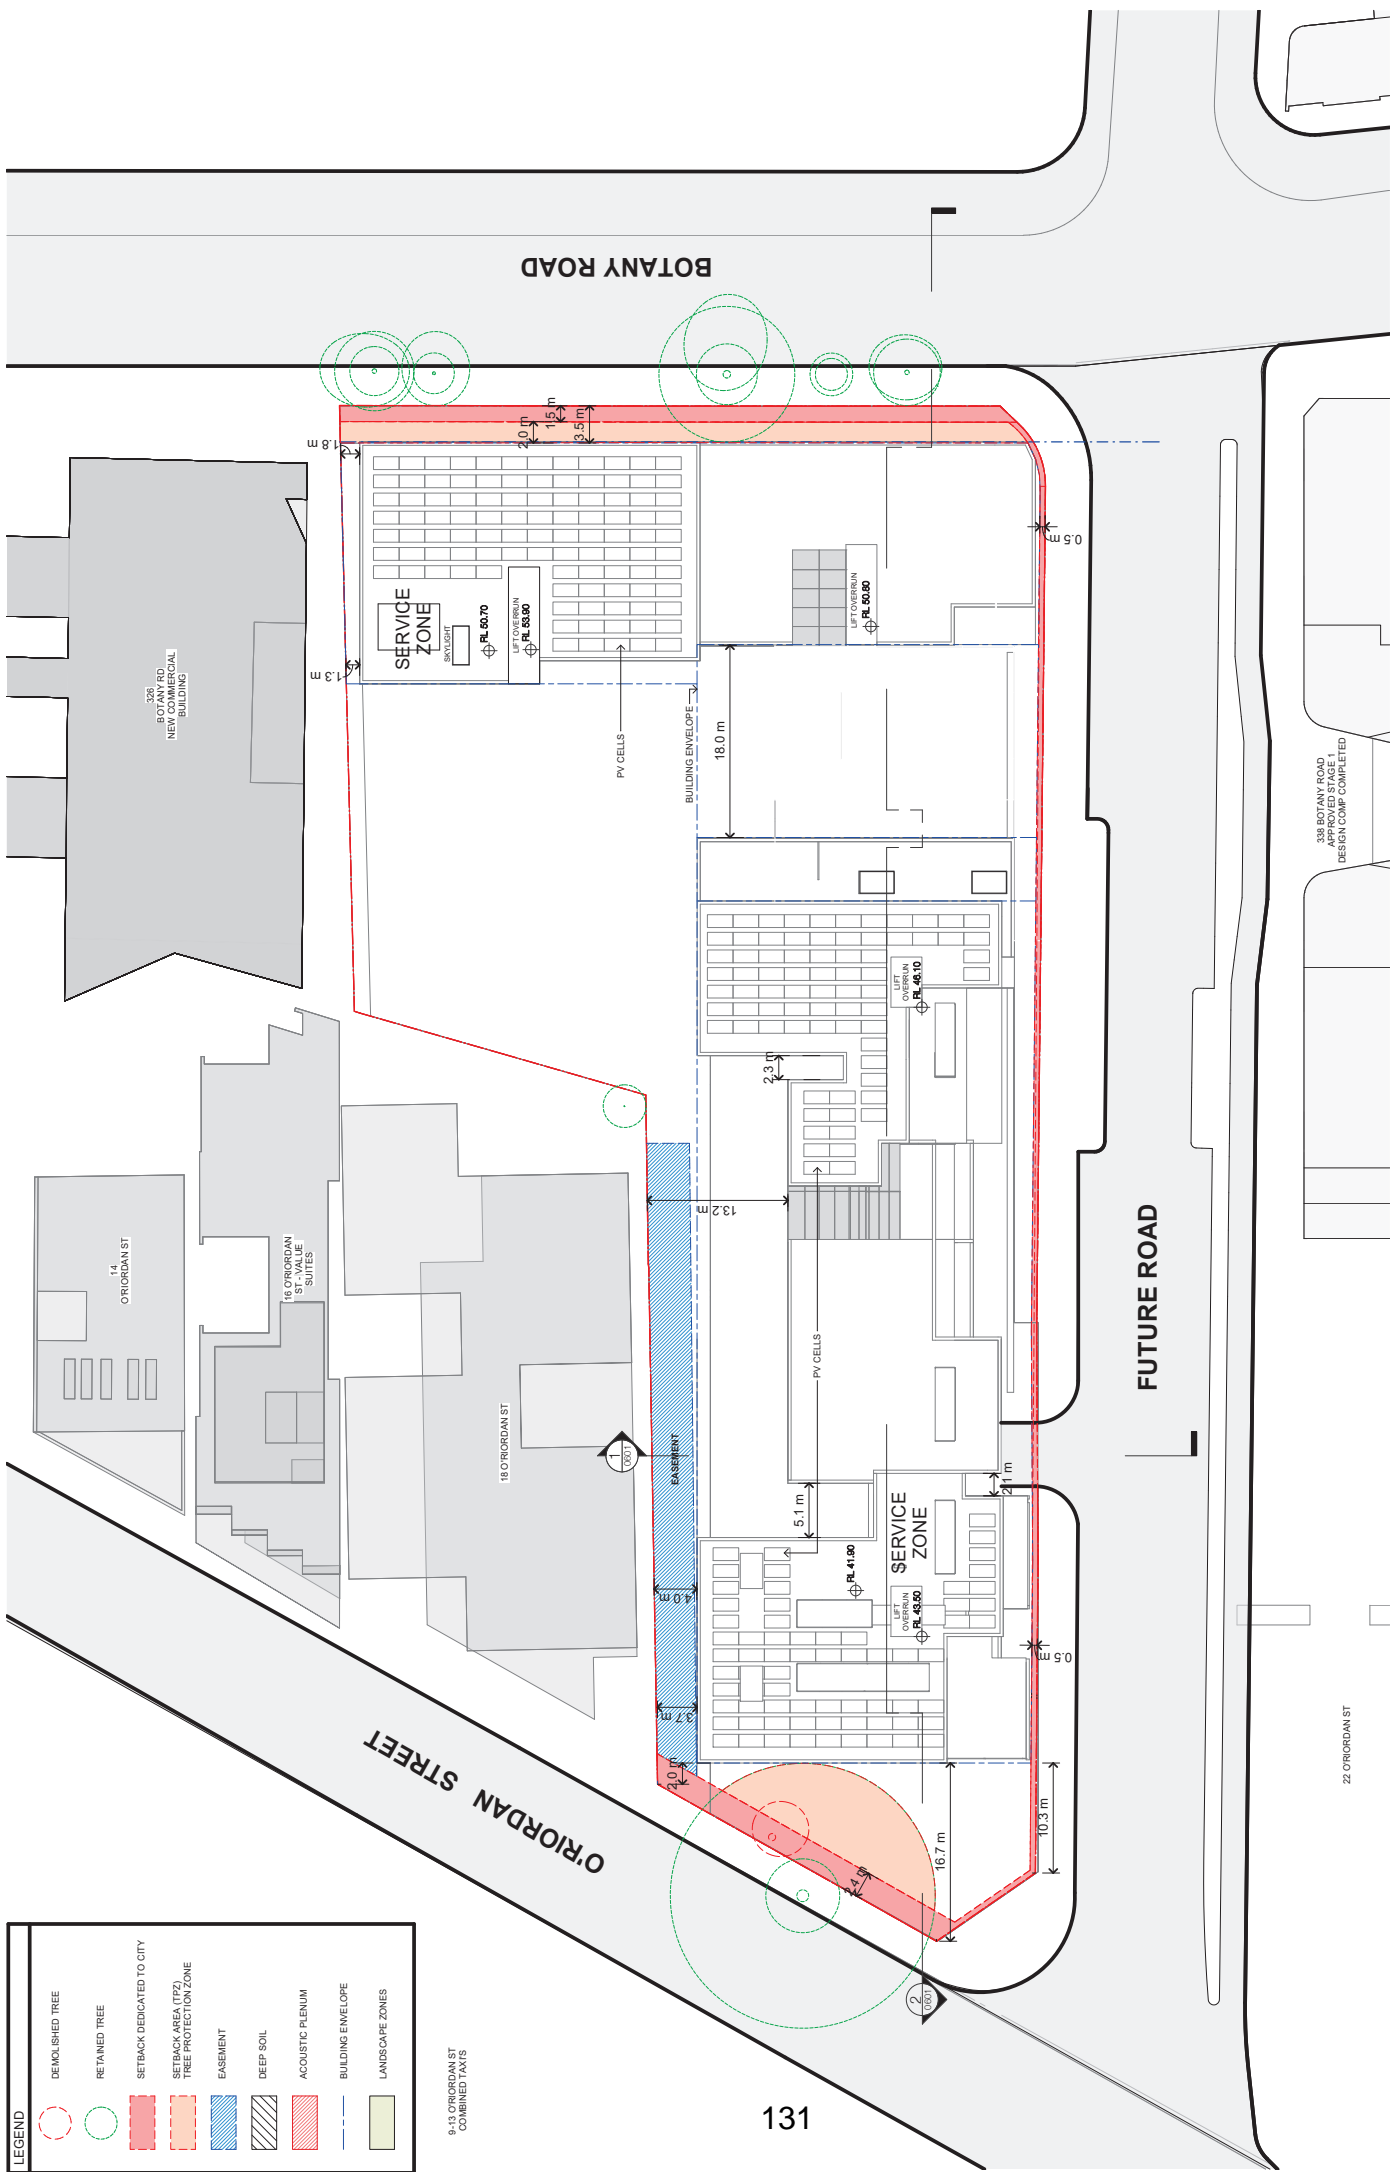 BOTANY ROAD
1.5 m
2.0 m
3.5 m
1.8 m
0.5 m
SERVICE
ZONE
SKYLIGHT
RL 50.70
LIFT OVERRUN
RL 53.90
LIFT OVERRUN
RL 50.80
1.3 m
326
BOTANY RD
NEW COMMERCIAL
BUILDING
PV CELLS
BUILDING ENVELOPE
18.0 m
338 BOTANY ROAD
APPROVED STAGE 1
DESIGN COMP COMPLETED
LIFT
OVERRUN
RL 46.10
2.3 m
13.2 m
14
O'RIORDAN ST
16 O'RIORDAN
ST - VALUE
SUITES
18 O'RIORDAN ST
FUTURE ROAD
PV CELLS
1
0601
EASEMENT
5.1 m
2.1 m
SERVICE
ZONE
RL 41.90
LIFT
OVERRUN
RL 43.50
4.0 m
0.5 m
3.7 m
2.0 m
O'RIORDAN STREET
2.4 m
16.7 m
10.3 m
22 O'RIORDAN ST
2
0601
LEGEND
DEMOLISHED TREE
RETAINED TREE
SETBACK DEDICATED TO CITY
SETBACK AREA (TPZ)
TREE PROTECTION ZONE
EASEMENT
DEEP SOIL
ACOUSTIC PLENUM
BUILDING ENVELOPE
LANDSCAPE ZONES
9-13 O'RIORDAN ST
COMBINED TAXI'S
131